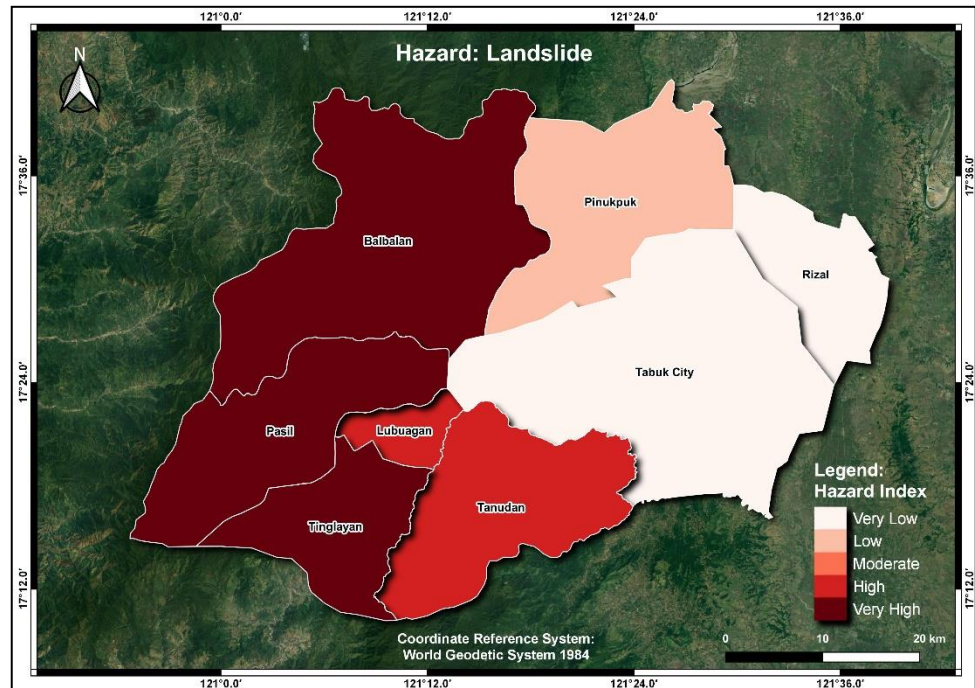 121°0.0'
121°12.0'
121°24.0'
121°36.0'
N
Hazard: Landslide
17°36.0'
17°36.0'
Pinukpuk
Balbalan
Rizal
17°24.0'
17°24.0'
Tabuk City
Pasil
Lubuagan
Tanudan
Tinglayan
Legend:
Hazard Index
Very Low
Low
Moderate
High
Very High
17°12.0'
17°12.0'
Coordinate Reference System:
World Geodetic System 1984
0
10
20 km
121°0.0'
121°12.0'
121°24.0'
121°36.0'